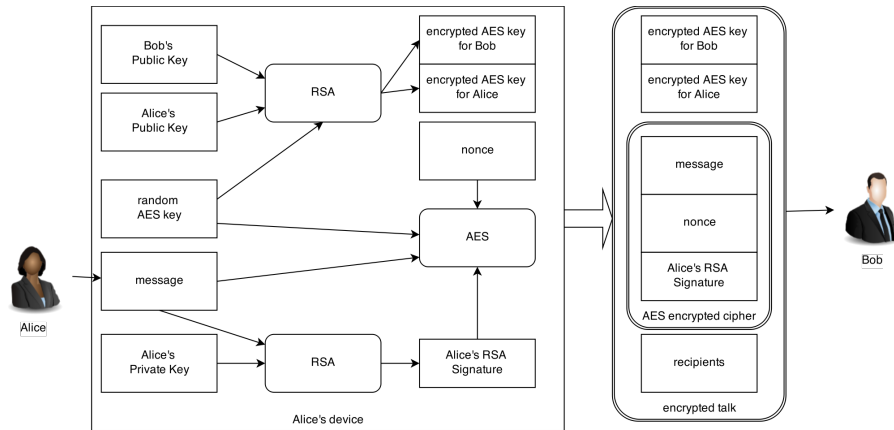 Bob's
Public Key
Alice's
Public Key
random
AES key
message
Alice's
Private Key
RSA
RSA
encrypted AES key
for Bob
encrypted AES key
for Alice
nonce
AES
Alice's RSA
Signature
Alice's device
Alice
encrypted AES key
for Bob
encrypted AES key
for Alice
message
nonce
Alice's RSA
Signature
AES encrypted cipher
recipients
encrypted talk
Bob